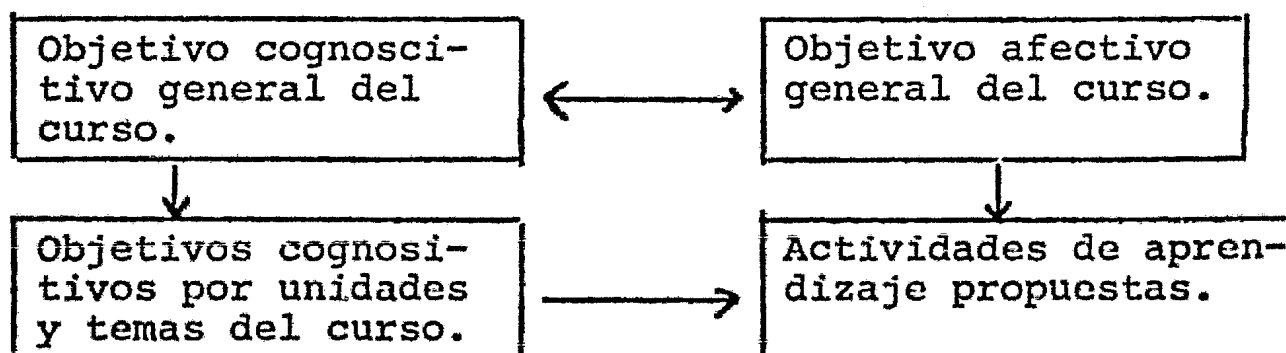 Objetivo cognosci-
tivo general del
curso.
Objetivo afectivo
general del curso.
Objetivos cognosi-
tivos por unidades
y temas del curso.
Actividades de apren-
dizaje propuestas.